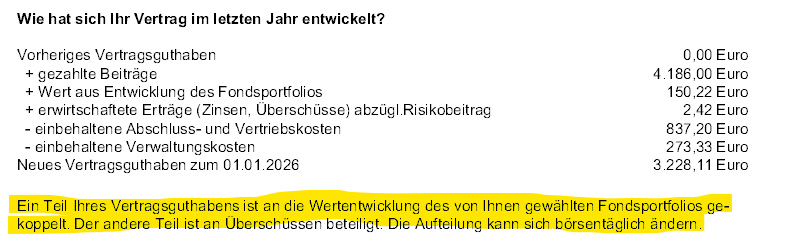 Wie hat sich Ihr Vertrag im letzten Jahr entwickelt?
Vorheriges Vertragsguthaben 0,00 Euro
+ gezahlte Beiträge 4.186,00 Euro
+ Wert aus Entwicklung des Fondsportfolios 150,22 Euro
+ erwirtschaftete Erträge (Zinsen, Überschüsse) abzügl.Risikobeitrag 2,42 Euro
- einbehaltene Abschluss- und Vertriebskosten 837,20 Euro
- einbehaltene Verwaltungskosten 273,33 Euro
Neues Vertragsguthaben zum 01.01.2026 3.228,11 Euro
Ein Teil Ihres Vertragsguthabens ist an die Wertentwicklung des von Ihnen gewählten Fondsportfolios ge-
koppelt. Der andere Teil ist an Überschüssen beteiligt. Die Aufteilung kann sich börsentäglich ändern.